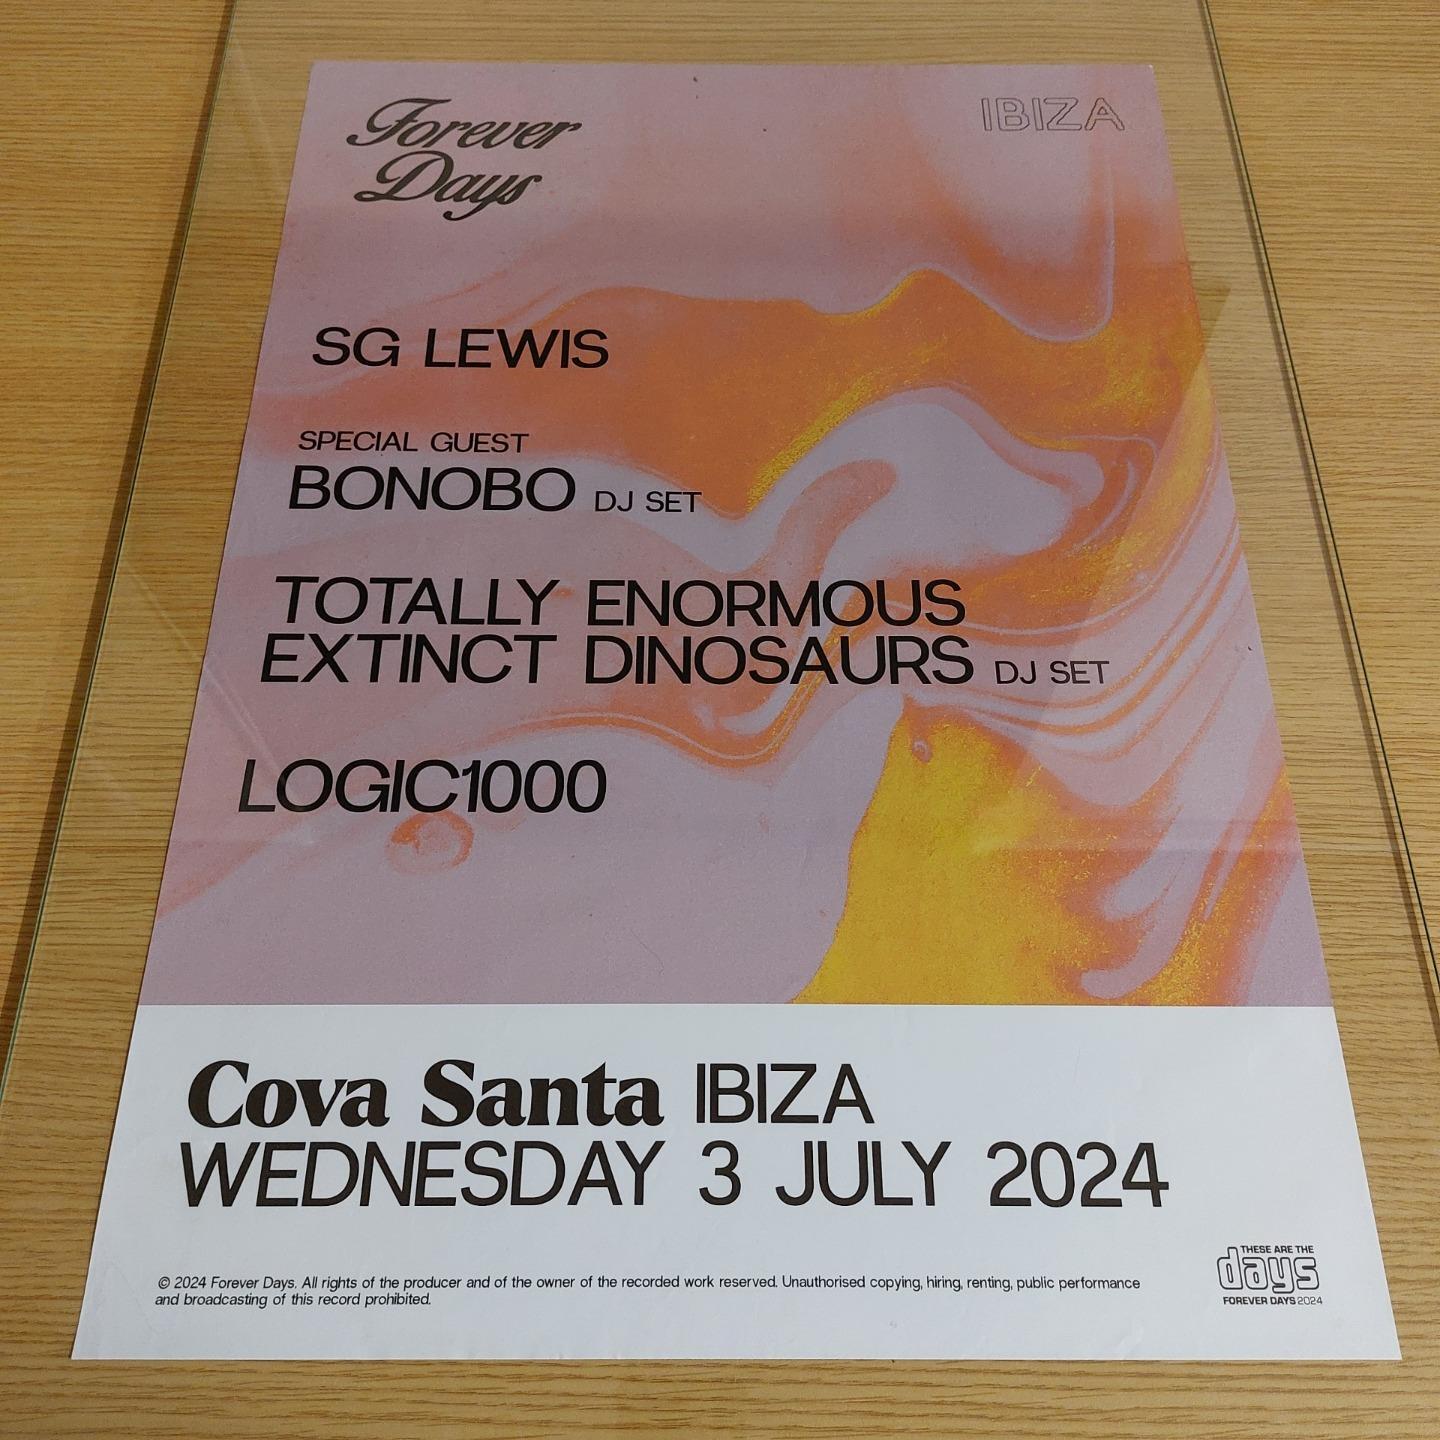 Forever
Days
IBIZA
SG LEWIS
SPECIAL GUEST
BONOBO DJ SET
TOTALLY ENORMOUS
EXTINCT DINOSAURS DJ SET
LOGIC1000
Cova Santa IBIZA
WEDNESDAY 3 JULY 2024
© 2024 Forever Days. All rights of the producer and of the owner of the recorded work reserved. Unauthorised copying, hiring, renting, public performance
and broadcasting of this record prohibited.
THESE ARE THE
days
FOREVER DAYS 2024